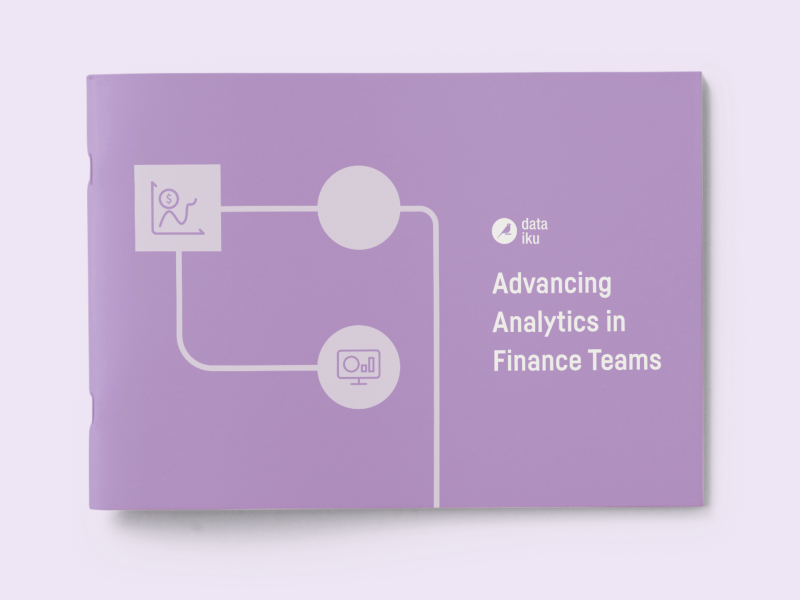 $
data
iku
Advancing
Analytics in
Finance Teams